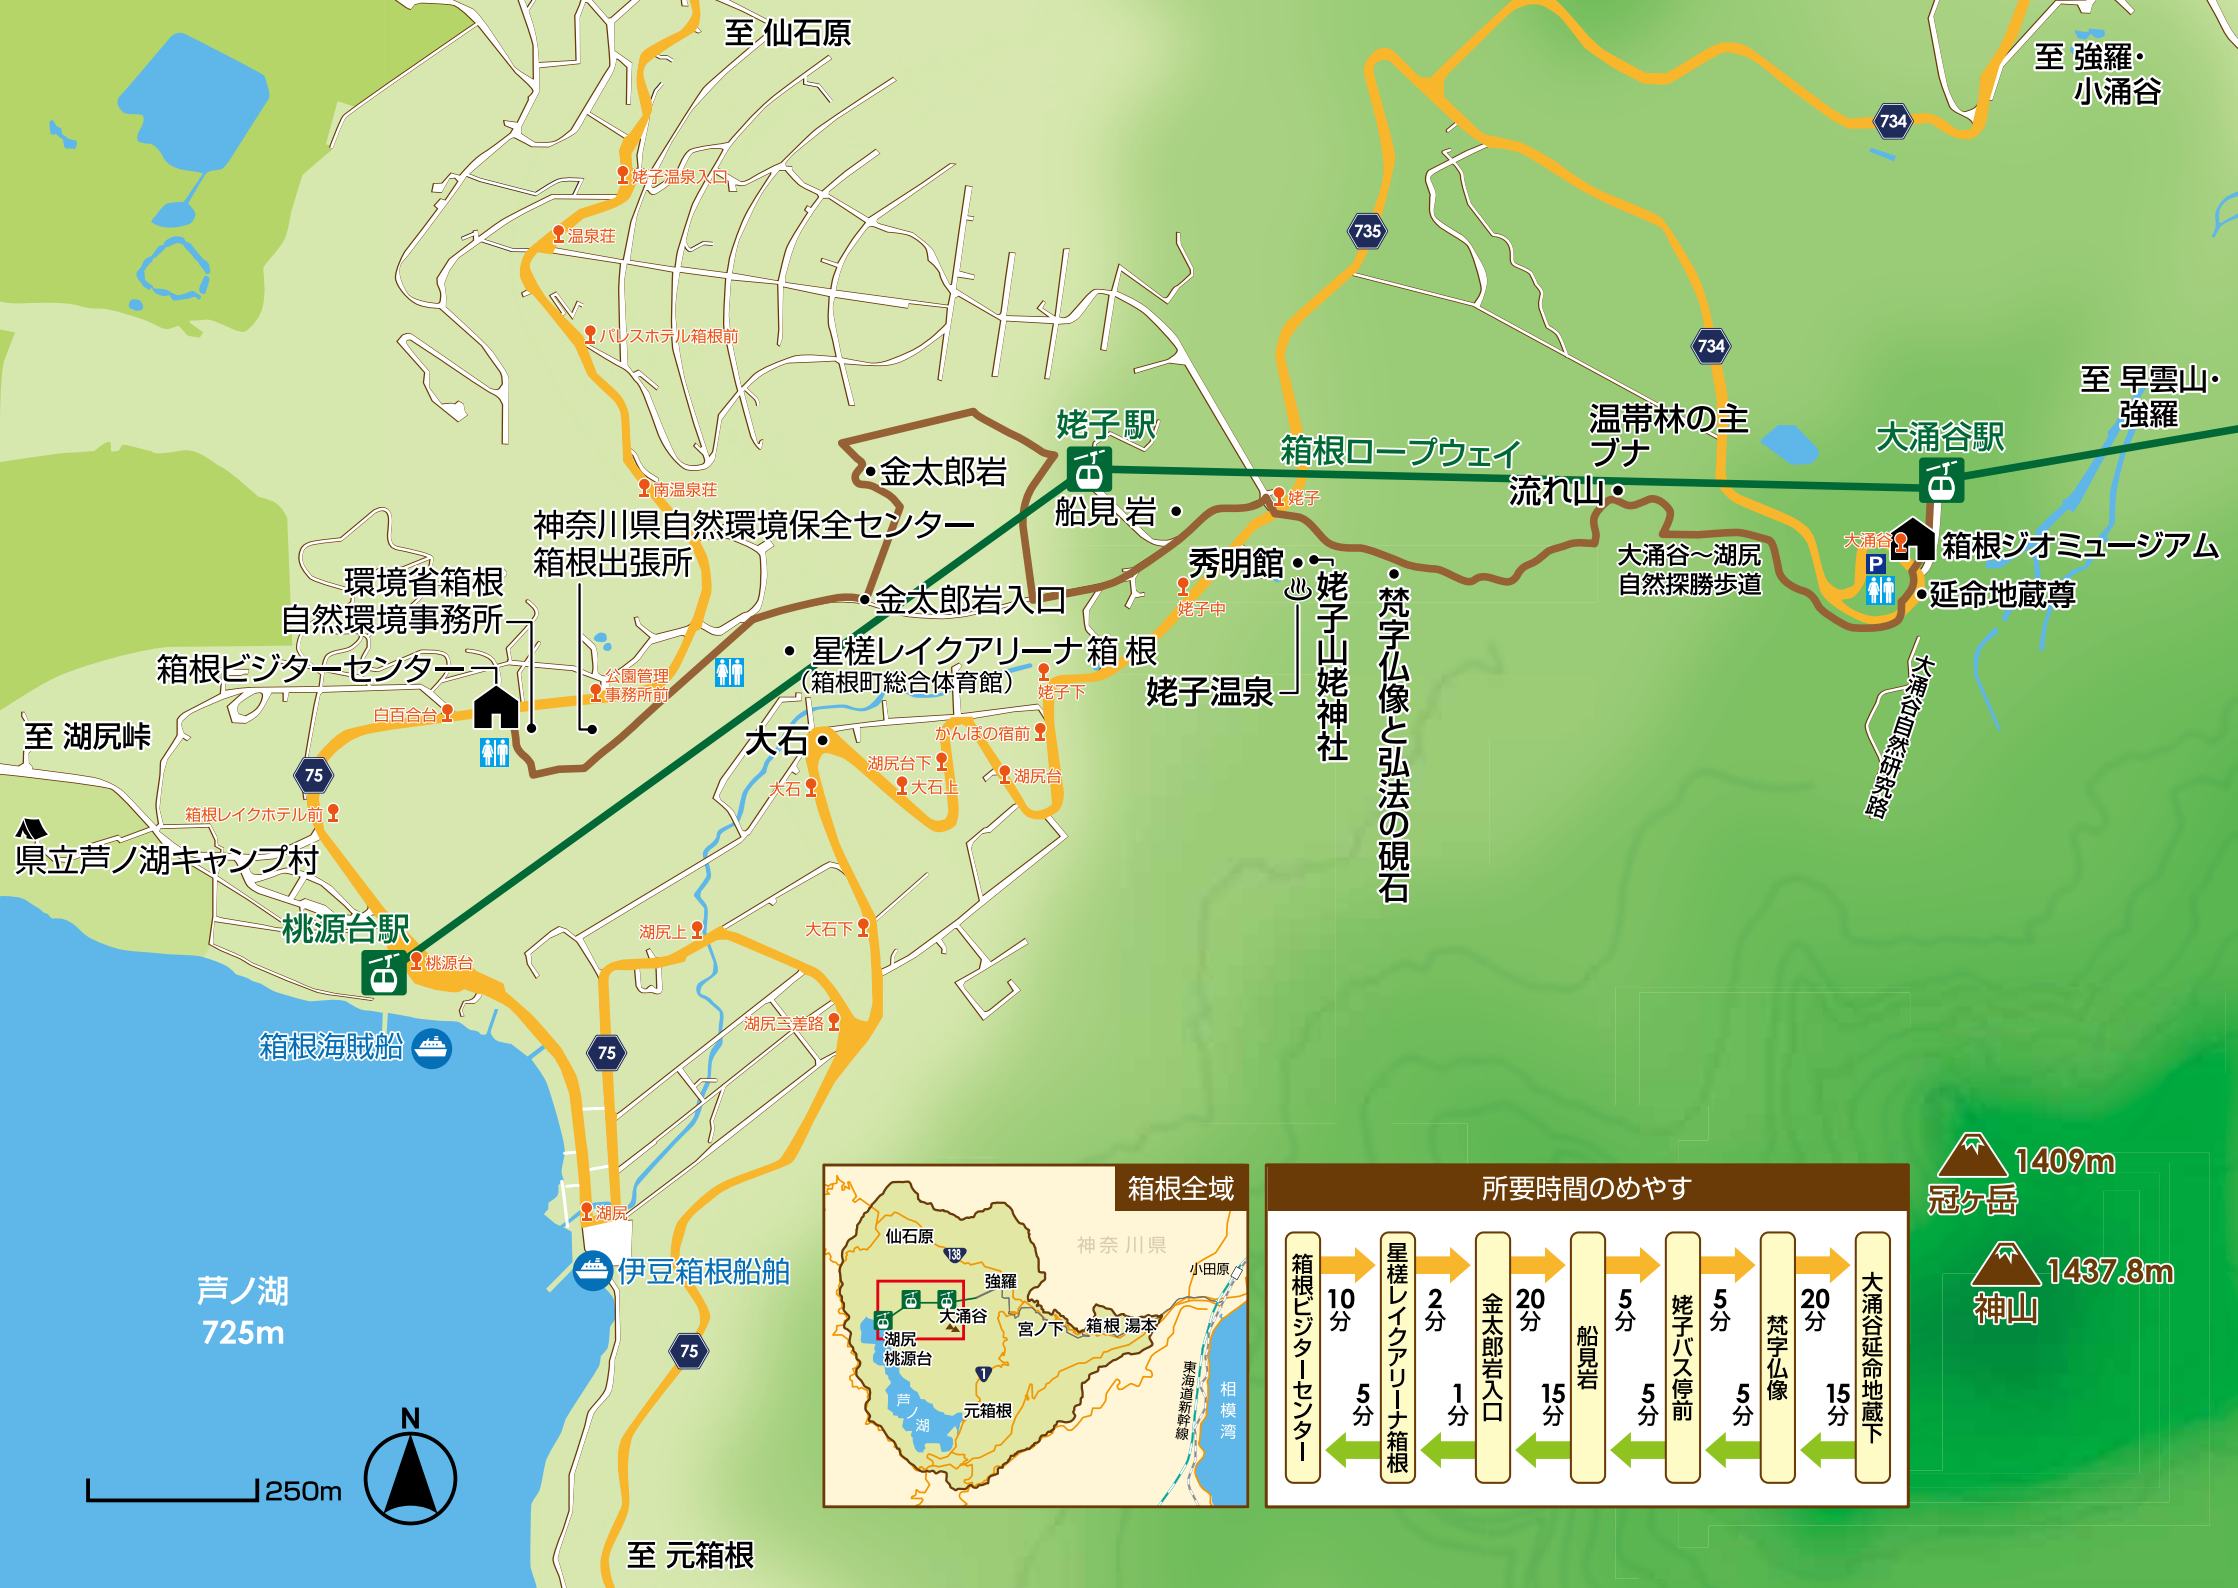 至 仙石原
至 強羅・
小涌谷
734
姥子温泉入口
温泉荘
735
パレスホテル箱根前
734
至 早雲山・
強羅
姥子駅
箱根ロープウェイ
温帯林の主
ブナ
大涌谷駅
金太郎岩
南温泉荘
船見岩
姥子
流れ山
神奈川県自然環境保全センター
箱根出張所
大涌谷
P
箱根ジオミュージアム
秀明館
大涌谷〜湖尻
自然探勝歩道
環境省箱根
自然環境事務所
金太郎岩入口
姥子中
姥子山姥神社
梵字仏像と弘法の硯石
延命地蔵尊
箱根ビジターセンター
星槎レイクアリーナ箱根
（箱根町総合体育館）
公園管理
事務所前
姥子下
姥子温泉
大涌谷自然研究路
白百合台
至 湖尻峠
大石
かんぽの宿前
75
湖尻台下
大石
大石上
湖尻台
箱根レイクホテル前
県立芦ノ湖キャンプ村
桃源台駅
桃源台
湖尻上
大石下
箱根海賊船
75
湖尻三差路
湖尻
伊豆箱根船舶
芦ノ湖
725m
75
N
250m
至 元箱根
1409m
冠ヶ岳
1437.8m
神山
箱根全域
仙石原
138
神奈川県
小田原
強羅
大涌谷
宮ノ下
箱根湯本
湖尻
桃源台
1
芦ノ湖
元箱根
東海道新幹線
相模湾
所要時間のめやす
箱根ビジターセンター
10分
5分
星槎レイクアリーナ箱根
2分
1分
金太郎岩入口
20分
15分
船見岩
5分
5分
姥子バス停前
5分
5分
梵字仏像
20分
15分
大涌谷延命地蔵下